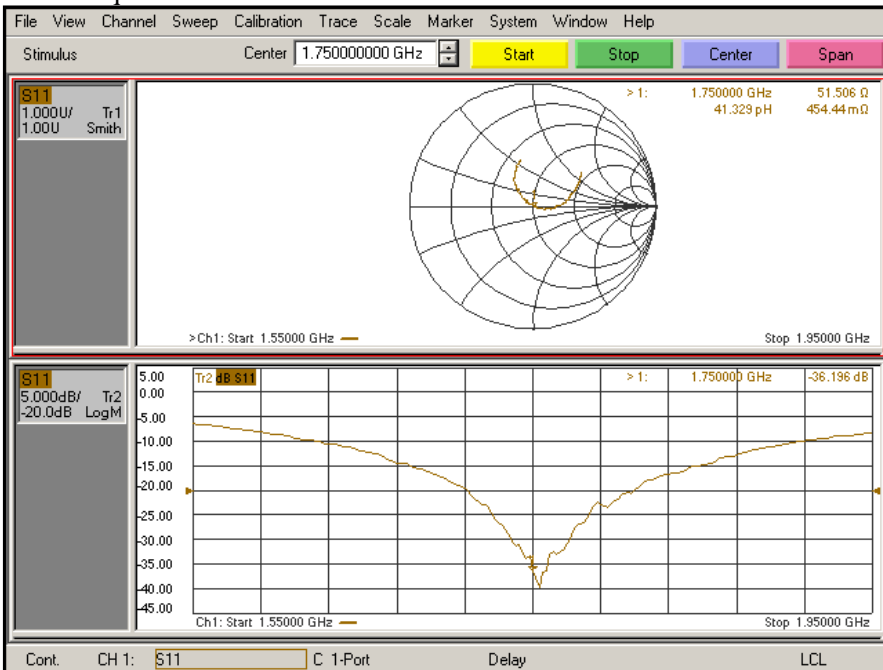 File View Channel Sweep Calibration Trace Scale Marker System Window Help
Stimulus Center 1.750000000 GHz Start Stop Center Span
S11
1.000U/ Tr1
1.00U Smith
> 1: 1.750000 GHz 51.506 Ω
41.329 pH 454.44 mΩ
>Ch1: Start 1.55000 GHz Stop 1.95000 GHz
S11
5.000dB/ Tr2
-20.0dB LogM
5.00
0.00
-5.00
-10.00
-15.00
-20.00
-25.00
-30.00
-35.00
-40.00
-45.00
Tr2 dB S11 > 1: 1.750000 GHz -36.196 dB
Ch1: Start 1.55000 GHz Stop 1.95000 GHz
Cont. CH 1: S11 C 1-Port Delay LCL